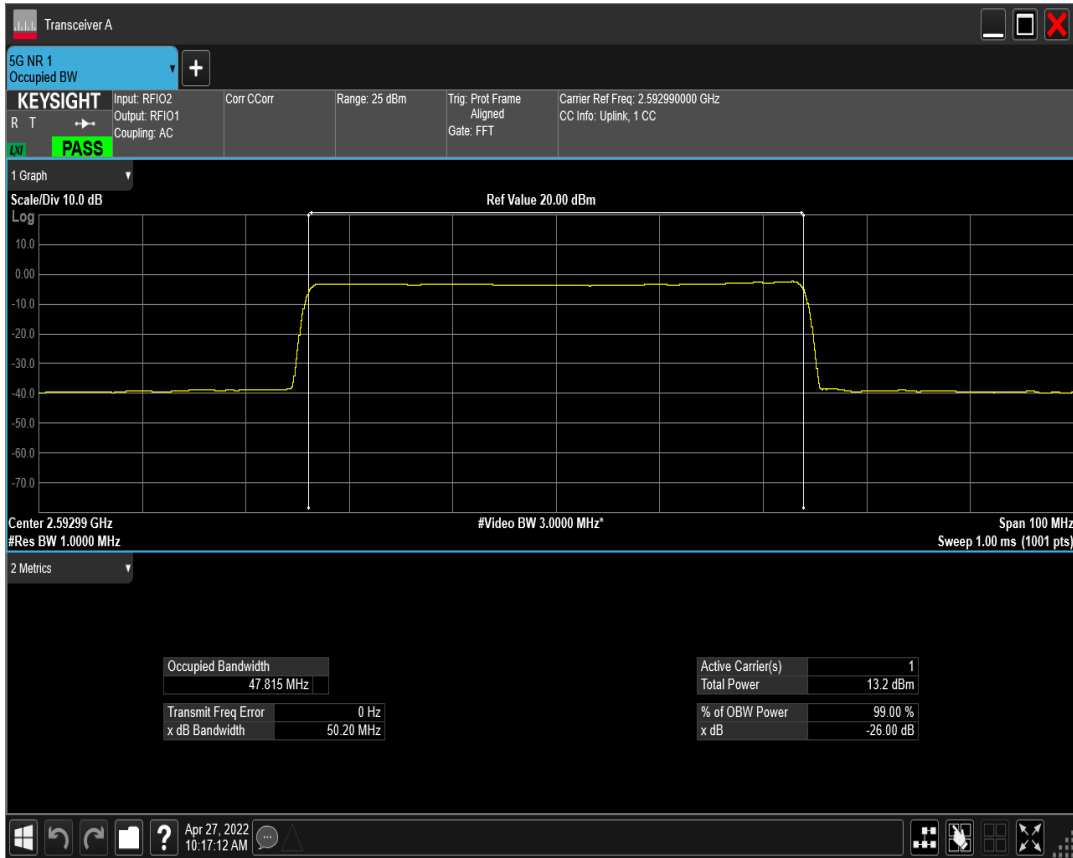 Transceiver A
5G NR 1
Occupied BW
KEYSIGHT
R T
LXI
PASS
Input: RFIO2
Output: RFIO1
Coupling: AC
Corr CCorr
Range: 25 dBm
Trig: Prot Frame
Aligned
Gate: FFT
Carrier Ref Freq: 2.592990000 GHz
CC Info: Uplink, 1 CC
1 Graph
Scale/Div 10.0 dB
Ref Value 20.00 dBm
Log
10.0
0.00
-10.0
-20.0
-30.0
-40.0
-50.0
-60.0
-70.0
Center 2.59299 GHz
#Video BW 3.0000 MHz*
Span 100 MHz
#Res BW 1.0000 MHz
Sweep 1.00 ms (1001 pts)
2 Metrics
Occupied Bandwidth
47.815 MHz
Transmit Freq Error 0 Hz
x dB Bandwidth 50.20 MHz
Active Carrier(s) 1
Total Power 13.2 dBm
% of OBW Power 99.00 %
x dB -26.00 dB
?
Apr 27, 2022
10:17:12 AM